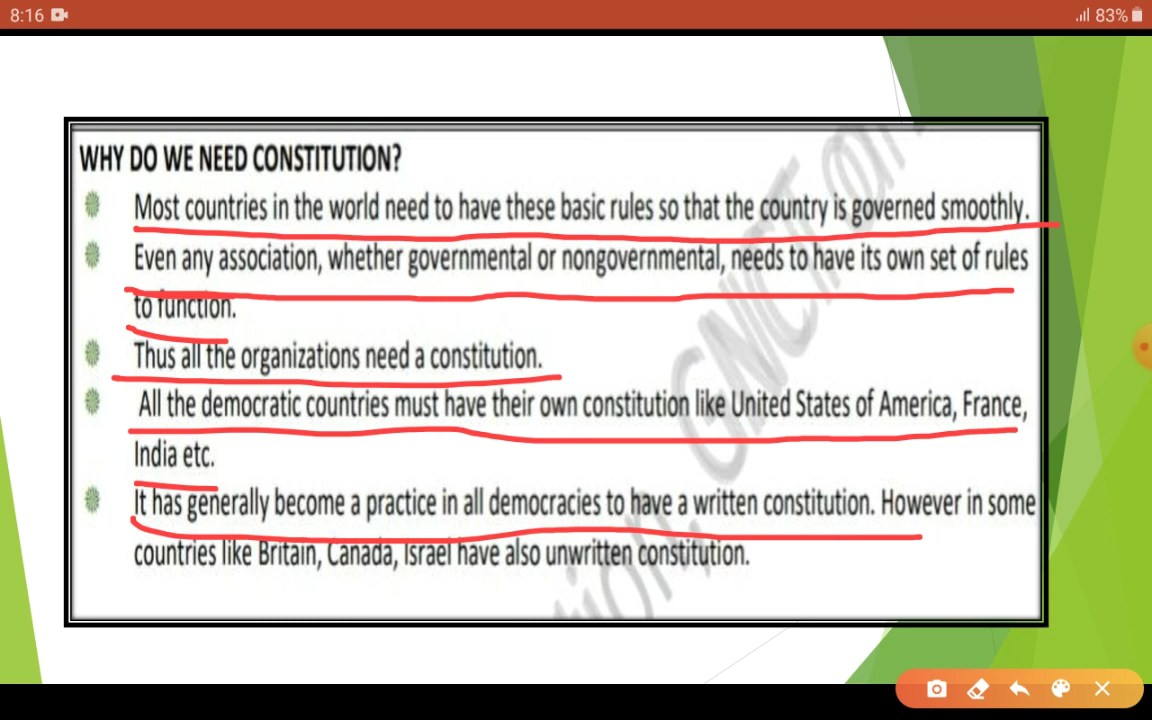 8:16
83%
WHY DO WE NEED CONSTITUTION?
Most countries in the world need to have these basic rules so that the country is governed smoothly.
Even any association, whether governmental or nongovernmental, needs to have its own set of rules
to function.
Thus all the organizations need a constitution.
All the democratic countries must have their own constitution like United States of America, France,
India etc.
It has generally become a practice in all democracies to have a written constitution. However in some
countries like Britain, Canada, Israel have also unwritten constitution.